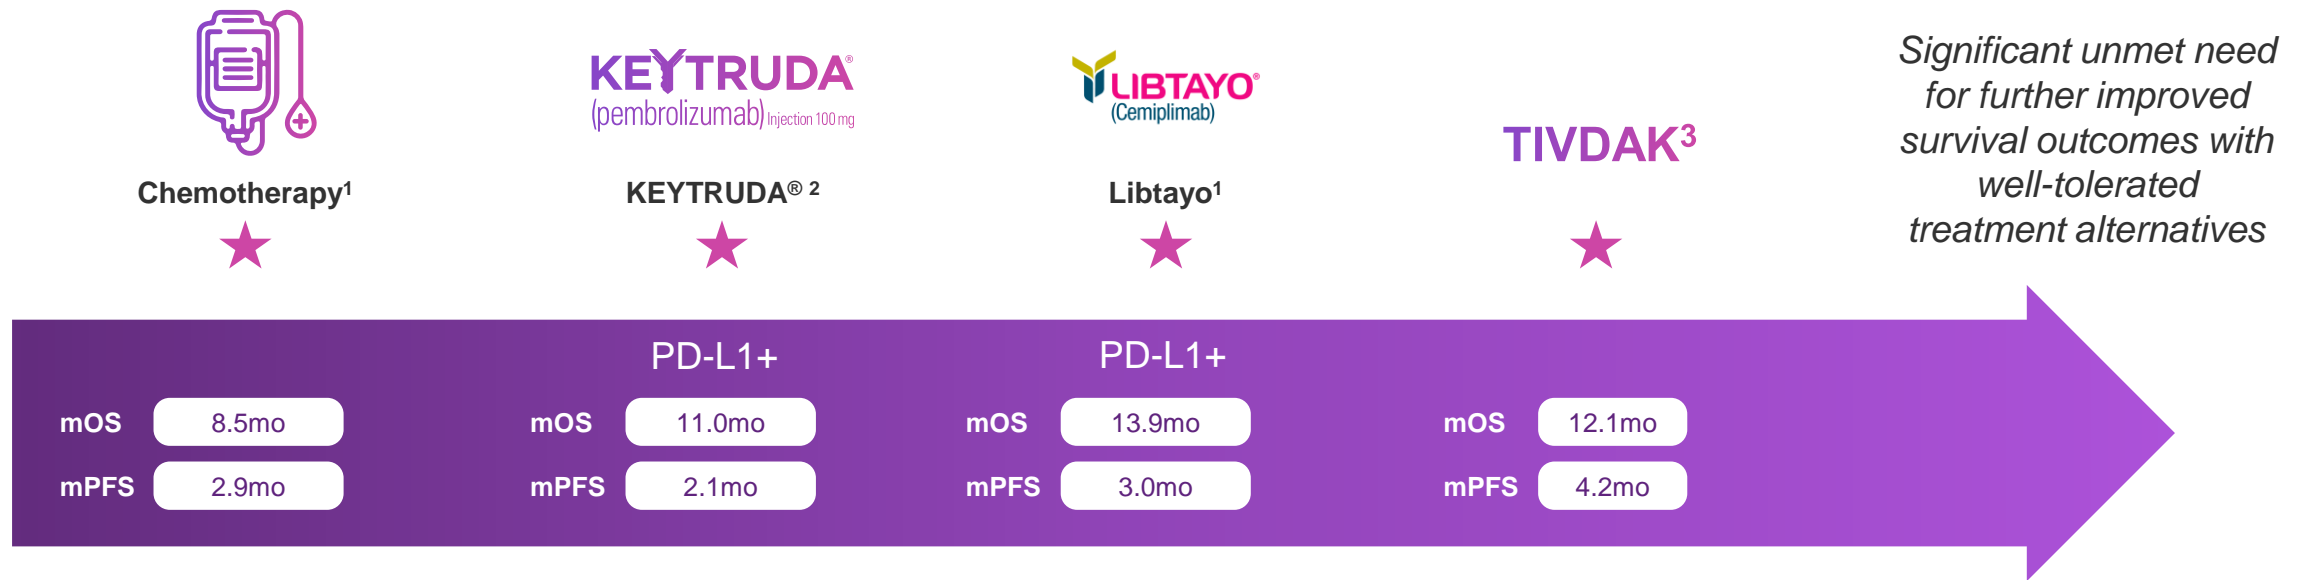 KEYTRUDA®
(pembrolizumab) Injection 100 mg
LIBTAYO®
(Cemiplimab)
TIVDAK³
Significant unmet need
for further improved
survival outcomes with
well-tolerated
treatment alternatives
Chemotherapy¹
KEYTRUDA® ²
Libtayo¹
PD-L1+
PD-L1+
mOS 8.5mo
mPFS 2.9mo
mOS 11.0mo
mPFS 2.1mo
mOS 13.9mo
mPFS 3.0mo
mOS 12.1mo
mPFS 4.2mo